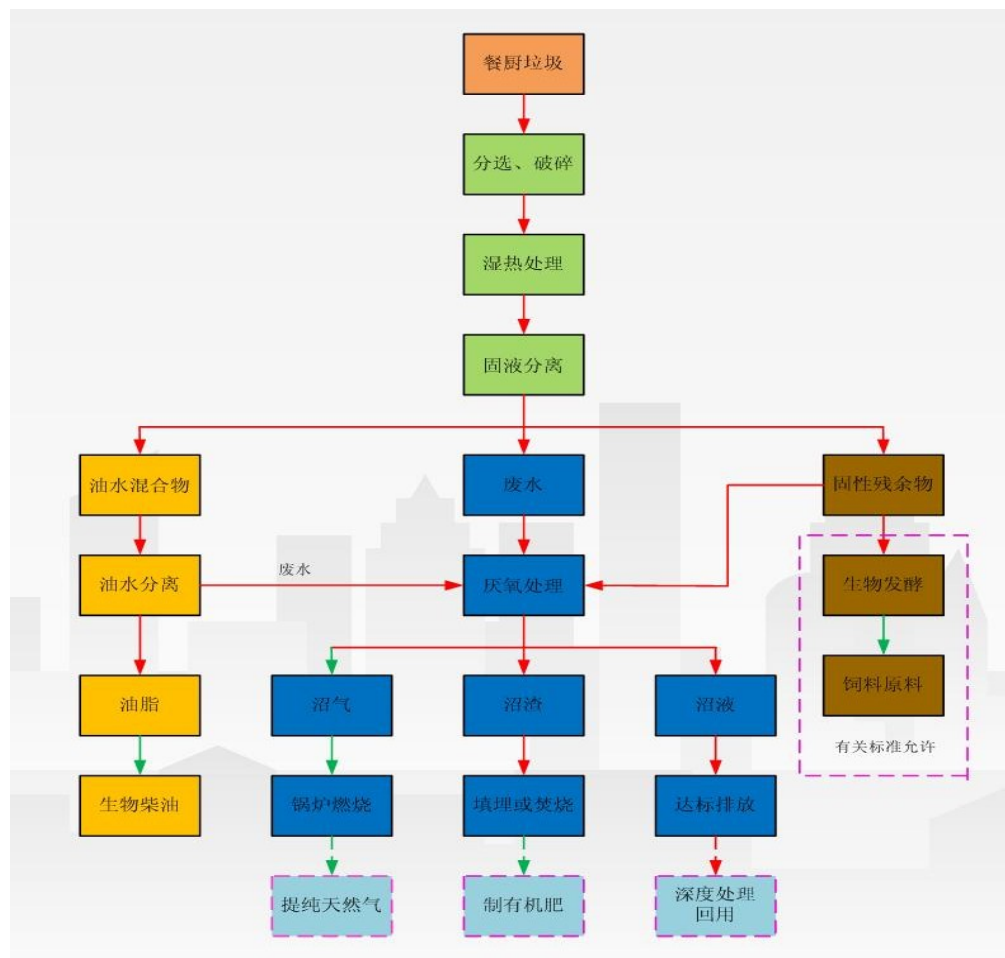 餐厨垃圾
分选、破碎
湿热处理
固液分离
油水混合物
废水
固性残余物
油水分离
废水
厌氧处理
生物发酵
油脂
沼气
沼渣
沼液
饲料原料
有关标准允许
生物柴油
锅炉燃烧
填埋或焚烧
达标排放
提纯天然气
制有机肥
深度处理
回用